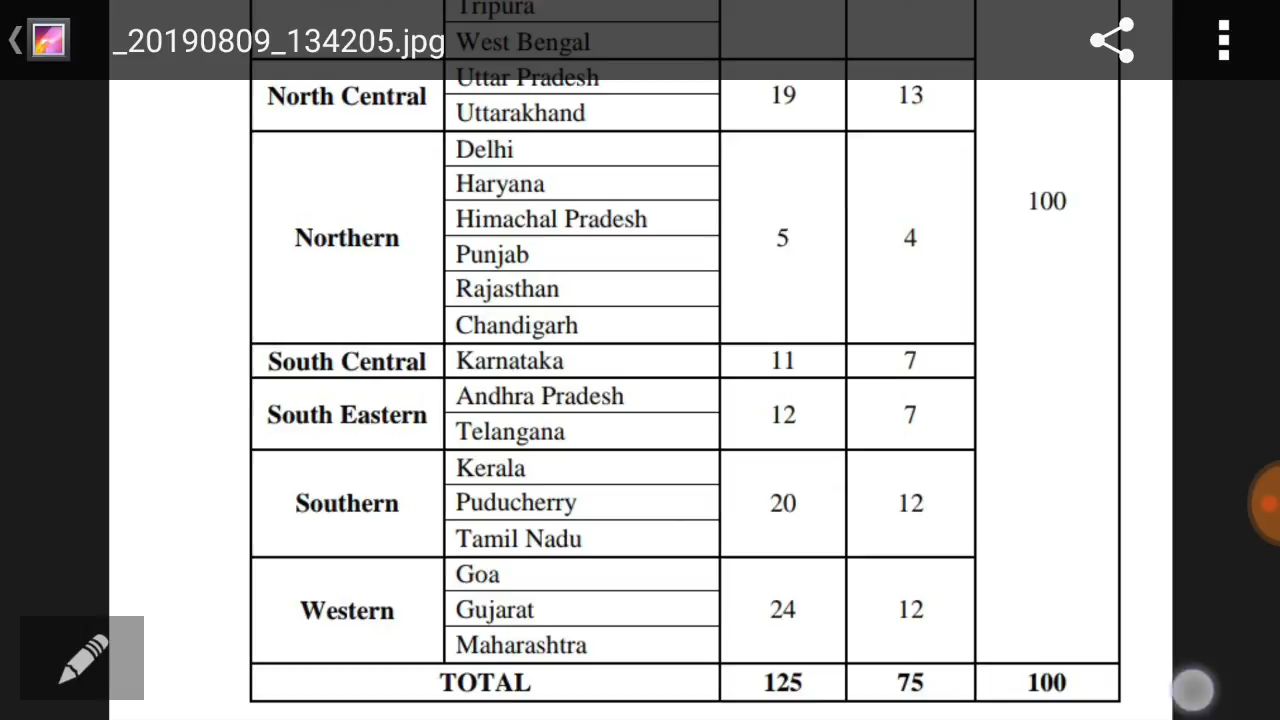 Tripura
_20190809_134205.jpg
West Bengal
North Central
Uttar Pradesh
Uttarakhand
19
13
Northern
Delhi
Haryana
Himachal Pradesh
Punjab
Rajasthan
Chandigarh
5
4
100
South Central
Karnataka
11
7
South Eastern
Andhra Pradesh
Telangana
12
7
Southern
Kerala
Puducherry
Tamil Nadu
20
12
Western
Goa
Gujarat
Maharashtra
24
12
TOTAL
125
75
100